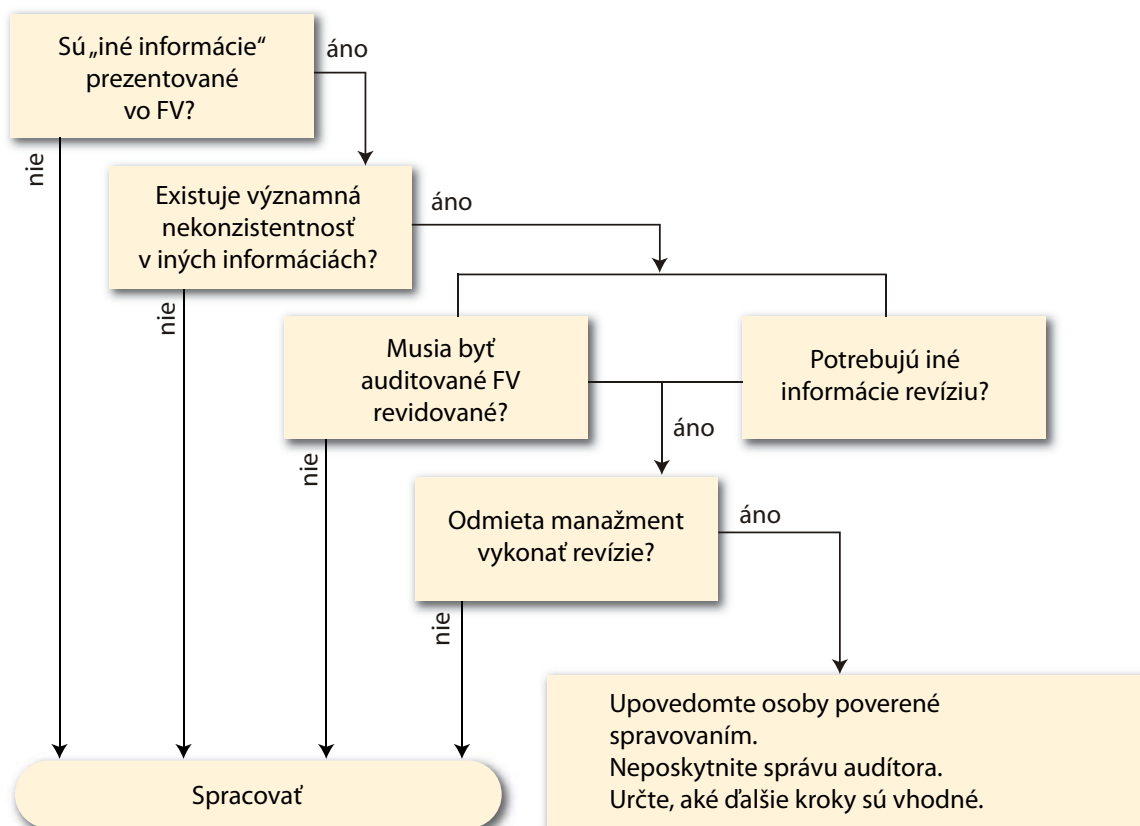 Sú „iné informácie“
prezentované
vo FV?
áno
nie
Existuje významná
nekonzistentnosť
v iných informáciách?
áno
nie
Musia byť
auditované FV
revidované?
Potrebujú iné
informácie revíziu?
áno
nie
Odmieta manažment
vykonať revízie?
áno
nie
Upovedomte osoby poverené
spravovaním.
Neposkytnite správu audítora.
Určte, aké ďalšie kroky sú vhodné.
Spracovať